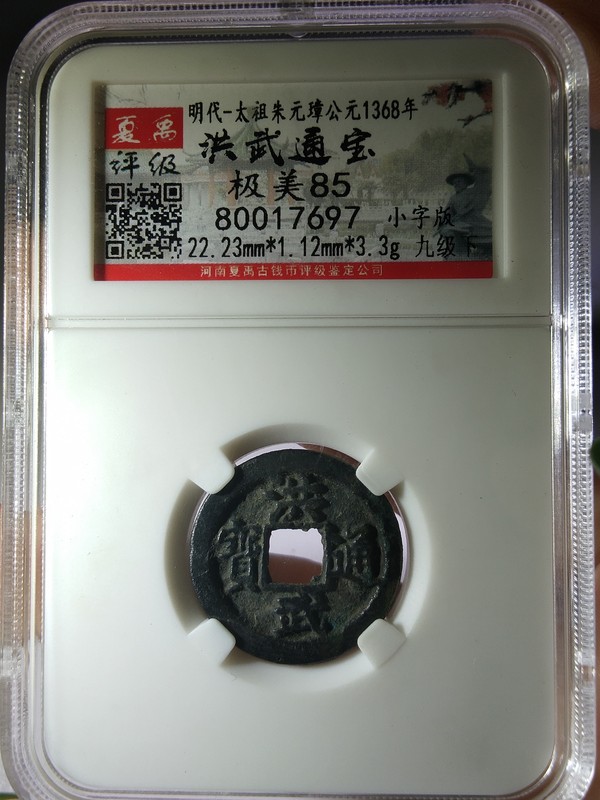 明代-太祖朱元璋公元1368年
夏禹
评级
洪武通宝
极美85
80017697 小字版
22.23mm*1.12mm*3.3g 九级下
河南夏禹古钱币评级鉴定公司
洪武通寶